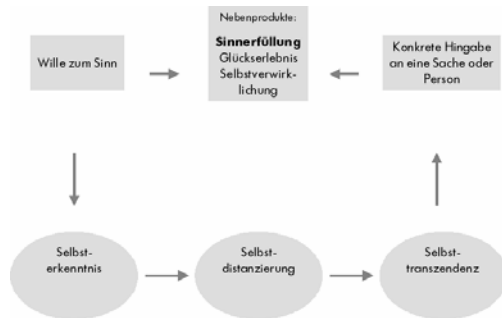 Nebenprodukte:
Sinnerfüllung
Glückserlebnis
Selbstverwirk-
lichung
Wille zum Sinn
Konkrete Hingabe
an eine Sache oder
Person
Selbst-
erkenntnis
Selbst-
distanzierung
Selbst-
transzendenz